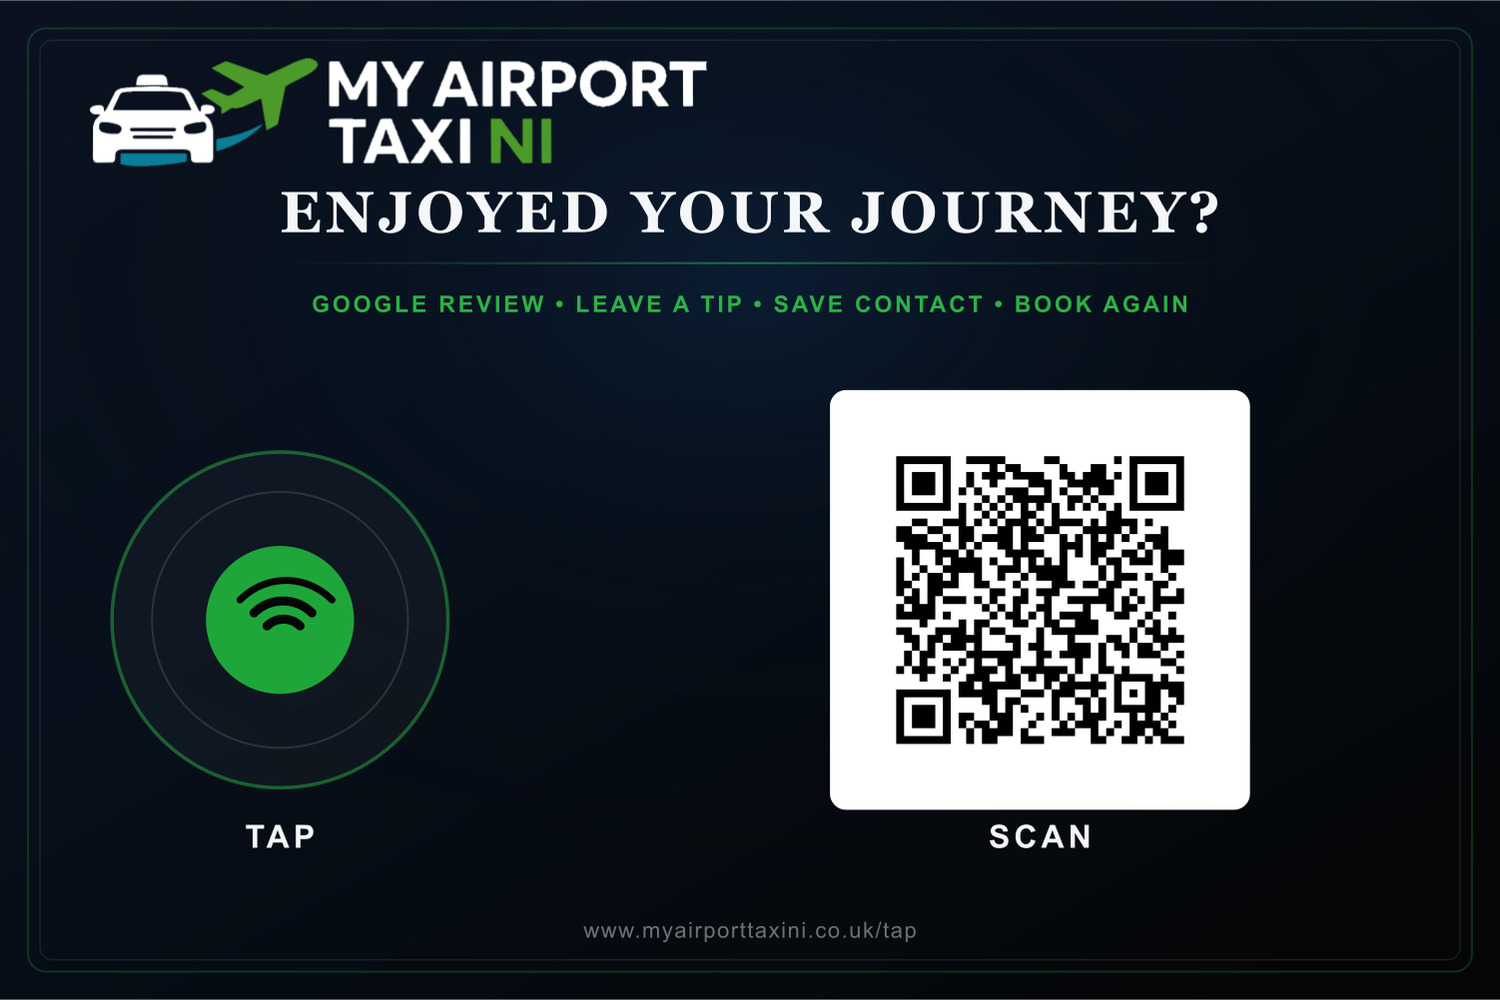 MY AIRPORT
TAXI NI
ENJOYED YOUR JOURNEY?
GOOGLE REVIEW • LEAVE A TIP • SAVE CONTACT • BOOK AGAIN
TAP
SCAN
www.myairporttaxini.co.uk/tap